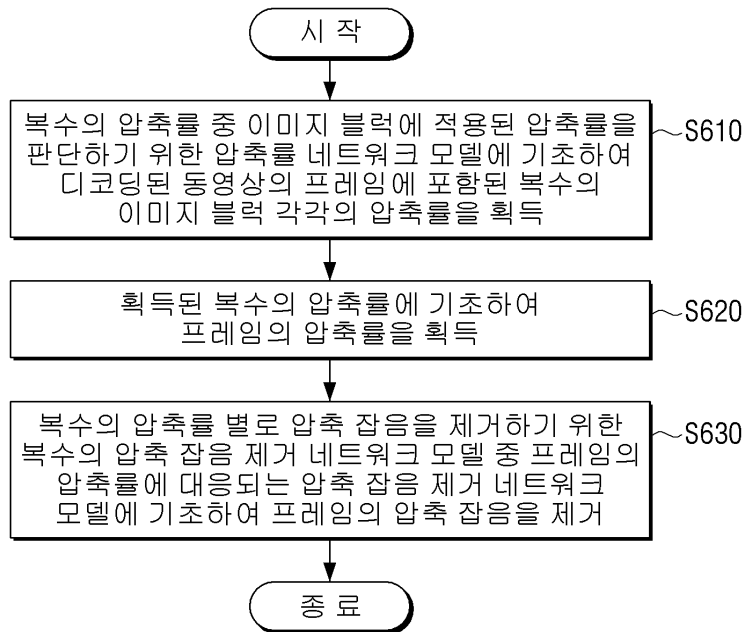 시 작
복수의 압축률 중 이미지 블럭에 적용된 압축률을
판단하기 위한 압축률 네트워크 모델에 기초하여
디코딩된 동영상의 프레임에 포함된 복수의
이미지 블럭 각각의 압축률을 획득
S610
획득된 복수의 압축률에 기초하여
프레임의 압축률을 획득
S620
복수의 압축률 별로 압축 잡음을 제거하기 위한
복수의 압축 잡음 제거 네트워크 모델 중 프레임의
압축률에 대응되는 압축 잡음 제거 네트워크
모델에 기초하여 프레임의 압축 잡음을 제거
S630
종 료